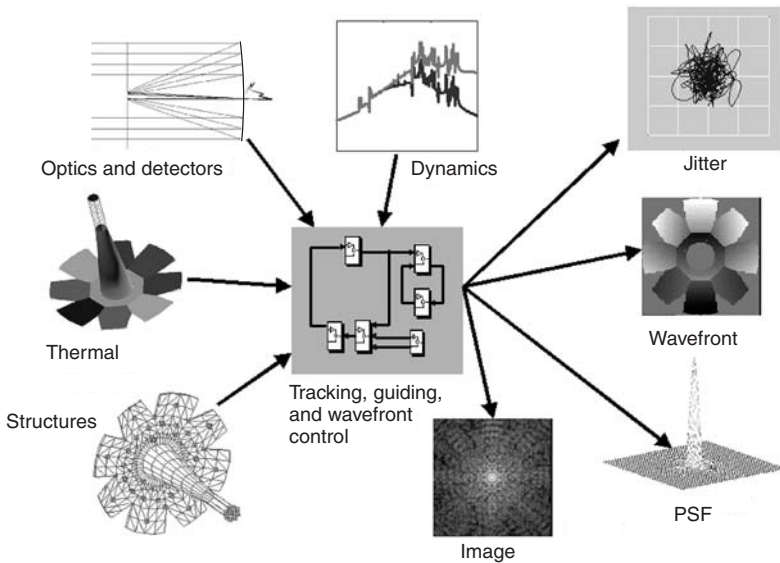 Optics and detectors
Dynamics
Jitter
Thermal
Wavefront
Tracking, guiding,
and wavefront
control
Structures
PSF
Image